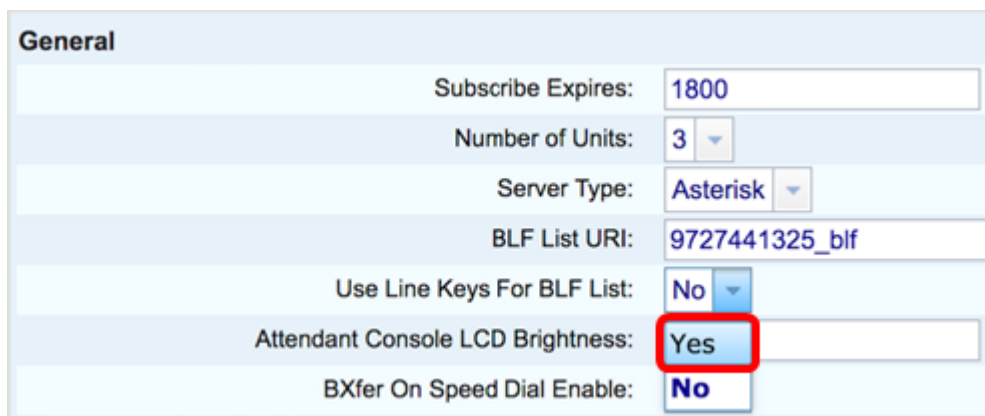 General
Subscribe Expires: 1800
Number of Units: 3
Server Type: Asterisk
BLF List URI: 9727441325_blf
Use Line Keys For BLF List: No
Attendant Console LCD Brightness: Yes
BXfer On Speed Dial Enable: No